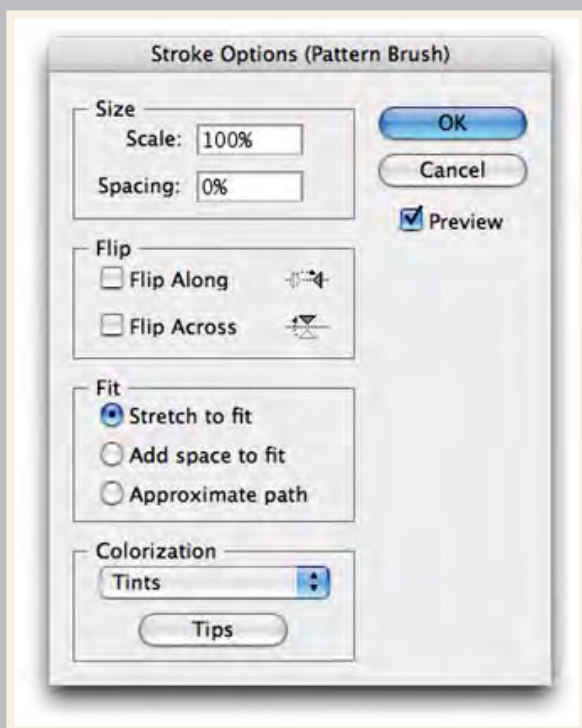 Stroke Options (Pattern Brush)
Size
Scale: 100%
Spacing: 0%
OK
Cancel
Preview
Flip
Flip Along
Flip Across
Fit
Stretch to fit
Add space to fit
Approximate path
Colorization
Tints
Tips